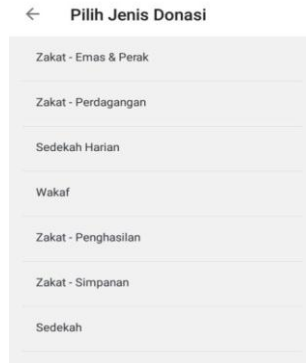 Pilih Jenis Donasi
Zakat - Emas & Perak
Zakat - Perdagangan
Sedekah Harian
Wakaf
Zakat - Penghasilan
Zakat - Simpanan
Sedekah